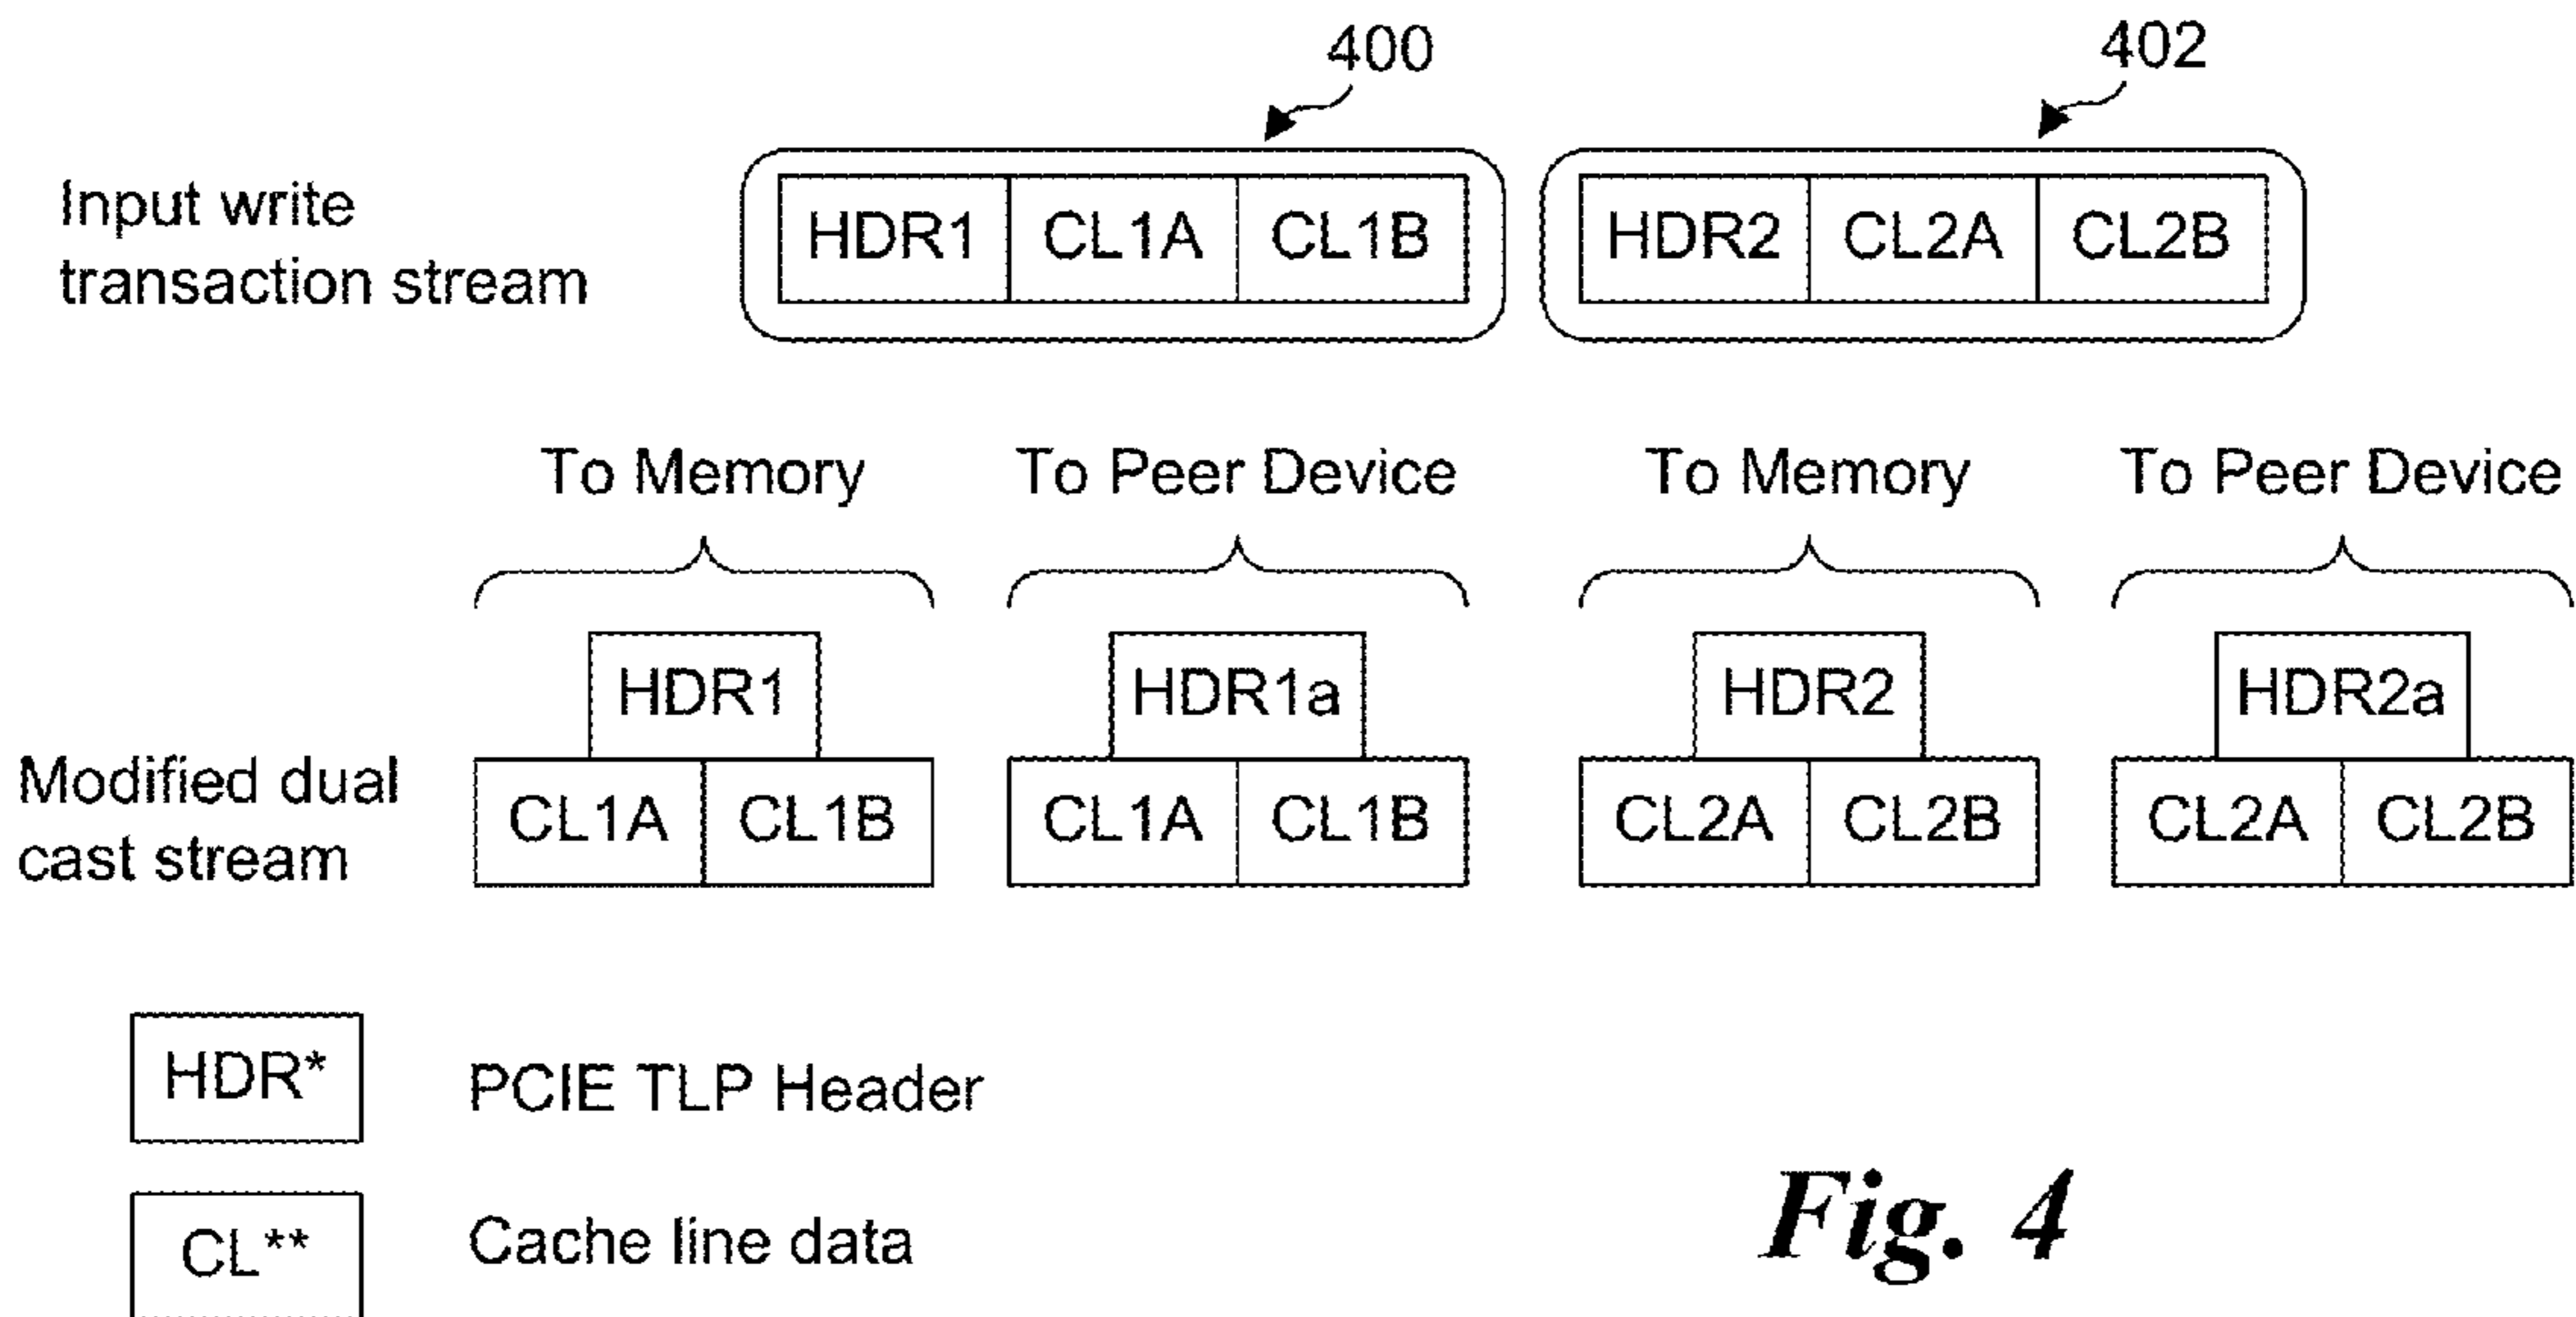 400
402
Input write
transaction stream
HDR1 CL1A CL1B
HDR2 CL2A CL2B
To Memory
To Peer Device
To Memory
To Peer Device
Modified dual
cast stream
HDR1
CL1A CL1B
HDR1a
CL1A CL1B
HDR2
CL2A CL2B
HDR2a
CL2A CL2B
HDR*
PCIE TLP Header
CL**
Cache line data
Fig. 4